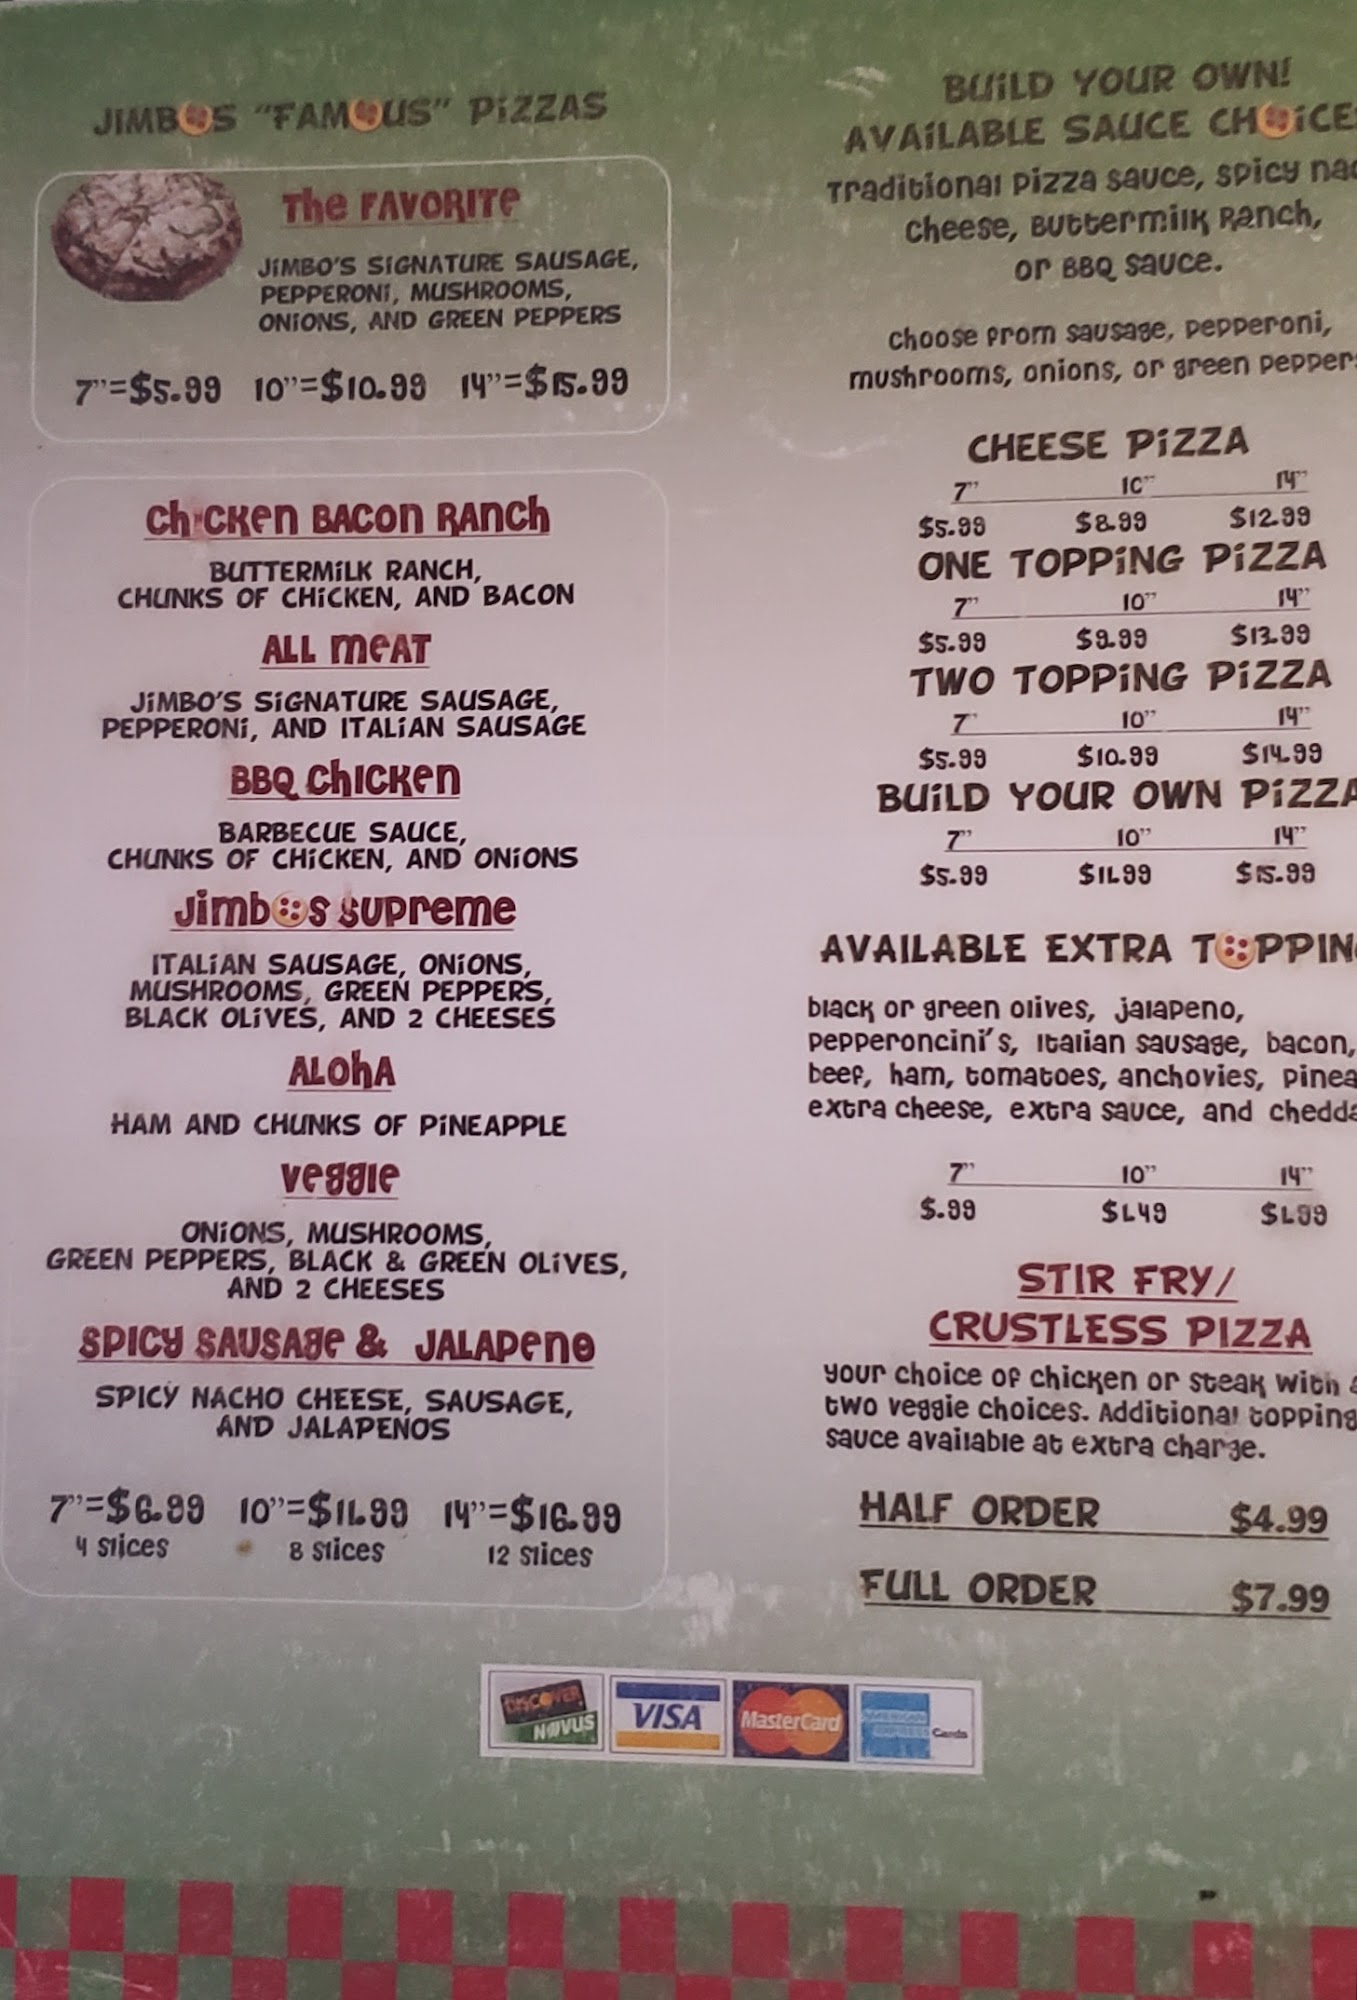 JIMBOS "FAMOUS" PIZZAS
The FAVORITE
JIMBO'S SIGNATURE SAUSAGE,
PEPPERONI, MUSHROOMS,
ONIONS, AND GREEN PEPPERS
7"=$5.99 10"=$10.99 14"=$15.99
Chicken BACON RANCH
BUTTERMILK RANCH,
CHUNKS OF CHICKEN, AND BACON
ALL MEAT
JIMBO'S SIGNATURE SAUSAGE,
PEPPERONI, AND ITALIAN SAUSAGE
BBQ CHICKEN
BARBECUE SAUCE,
CHUNKS OF CHICKEN, AND ONIONS
Jimbos Supreme
ITALIAN SAUSAGE, ONIONS,
MUSHROOMS, GREEN PEPPERS,
BLACK OLIVES, AND 2 CHEESES
ALOHA
HAM AND CHUNKS OF PINEAPPLE
Veggie
ONIONS, MUSHROOMS,
GREEN PEPPERS, BLACK & GREEN OLIVES,
AND 2 CHEESES
SPICY SAUSAGE & JALAPENO
SPICY NACHO CHEESE, SAUSAGE,
AND JALAPENOS
7"=$6.99 10"=$11.99 14"=$16.99
4 slices 8 slices 12 slices
BUILD YOUR OWN!
AVAILABLE SAUCE CHOICE
Traditional Pizza sauce, spicy
cheese, Buttermilk Ranch,
or BBQ sauce.
choose from sausage, pepperoni,
mushrooms, onions, or green pepper
CHEESE PIZZA
7" 10" 14"
$5.99 $8.99 $12.99
ONE TOPPING PIZZA
7" 10" 14"
$5.99 $9.99 $13.99
TWO TOPPING PIZZA
7" 10" 14"
$5.99 $10.99 $14.99
BUILD YOUR OWN PIZZA
7" 10" 14"
$5.99 $11.99 $15.99
AVAILABLE EXTRA TOPPIN
black or green olives, jalapeno,
pepperoncini's, Italian sausage, bacon,
beef, ham, tomatoes, anchovies, pinea
extra cheese, extra sauce, and chedda
7" 10" 14"
$.99 $1.49 $1.99
STIR FRY/
CRUSTLESS PIZZA
your choice of chicken or steak with
two veggie choices. Additional topping
sauce available at extra charge.
HALF ORDER $4.99
FULL ORDER $7.99
DISCOVER NOVUS VISA MasterCard AMERICAN EXPRESS Cards